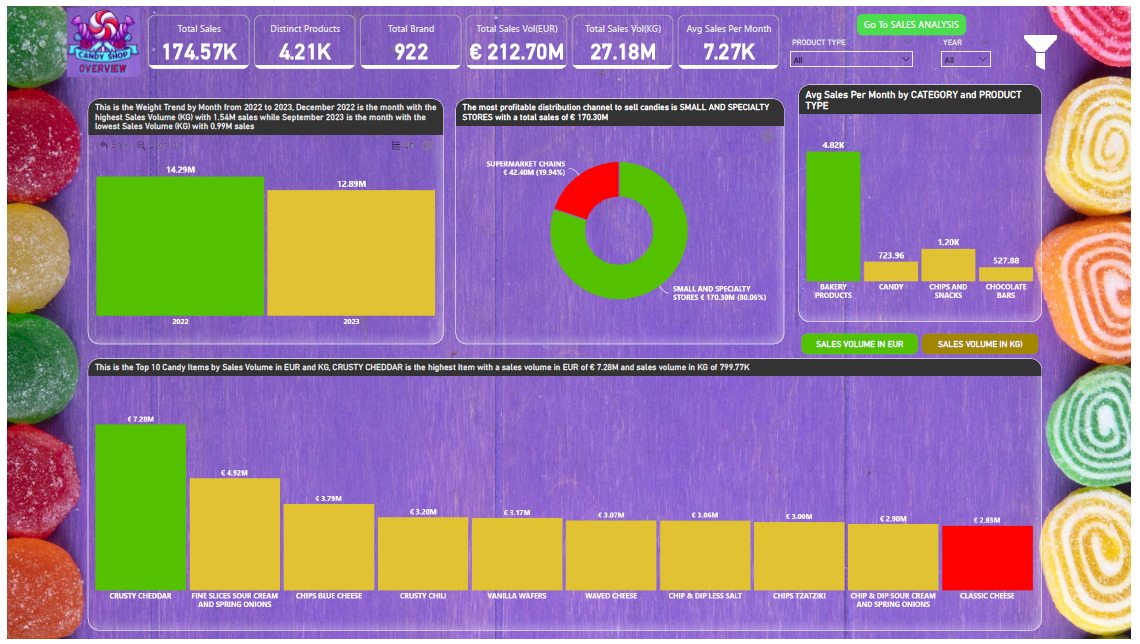 CANDY SHOP
OVERVIEW
Total Sales
174.57K
Distinct Products
4.21K
Total Brand
922
Total Sales Vol(EUR)
€ 212.70M
Total Sales Vol(KG)
27.18M
Avg Sales Per Month
7.27K
Go To SALES ANALYSIS
PRODUCT TYPE
All
YEAR
All
This is the Weight Trend by Month from 2022 to 2023, December 2022 is the month with the
highest Sales Volume (KG) with 1.54M sales while September 2023 is the month with the
lowest Sales Volume (KG) with 0.99M sales
14.29M
12.89M
2022
2023
The most profitable distribution channel to sell candies is SMALL AND SPECIALTY
STORES with a total sales of € 170.30M
SUPERMARKET CHAINS
€ 42.40M (19.94%)
SMALL AND SPECIALTY
STORES € 170.30M (80.06%)
Avg Sales Per Month by CATEGORY and PRODUCT
TYPE
4.82K
723.96
1.20K
527.88
BAKERY
PRODUCTS
CANDY
CHIPS AND
SNACKS
CHOCOLATE
BARS
SALES VOLUME IN EUR
SALES VOLUME IN KG)
This is the Top 10 Candy Items by Sales Volume in EUR and KG, CRUSTY CHEDDAR is the highest Item with a sales volume in EUR of € 7.28M and sales volume in KG of 799.77K
€ 7.28M
€ 4.92M
€ 3.79M
€ 3.20M
€ 3.17M
€ 3.07M
€ 3.06M
€ 3.00M
€ 2.90M
€ 2.83M
CRUSTY CHEDDAR
FINE SLICES SOUR CREAM
AND SPRING ONIONS
CHIPS BLUE CHEESE
CRUSTY CHILI
VANILLA WAFERS
WAVED CHEESE
CHIP & DIP LESS SALT
CHIPS TZATZIKI
CHIP & DIP SOUR CREAM
AND SPRING ONIONS
CLASSIC CHEESE